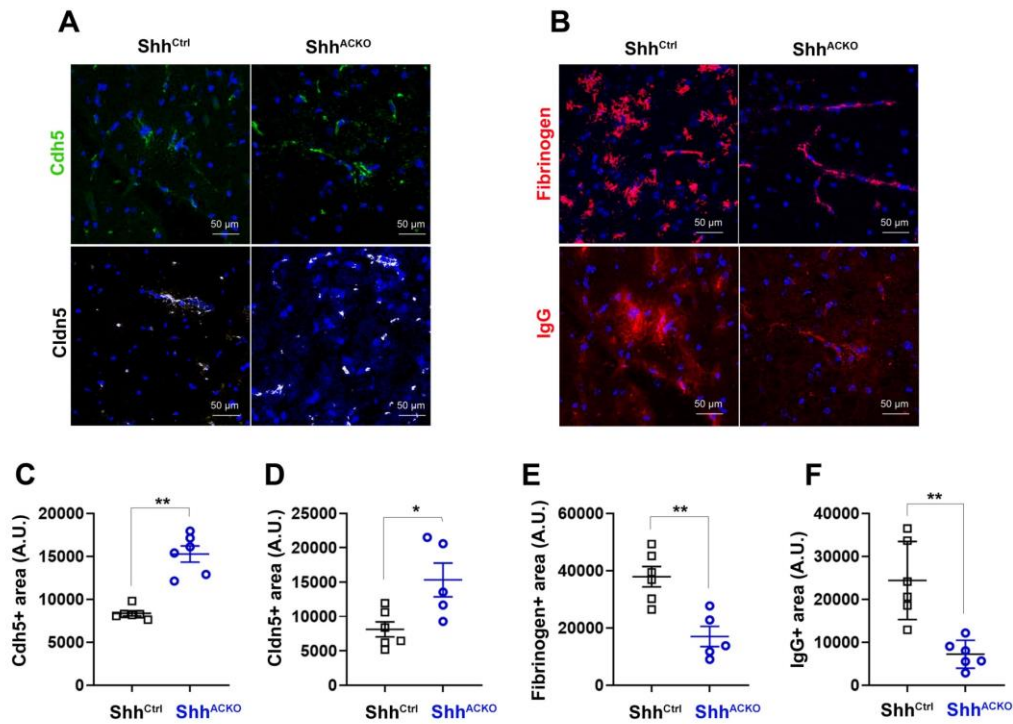 A
B
Shh^Ctrl Shh^ACKO
Shh^Ctrl Shh^ACKO
Cdh5
50 µm
50 µm
Fibrinogen
50 µm
50 µm
Cldn5
50 µm
50 µm
IgG
50 µm
50 µm
C
D
E
F
Cdh5+ area (A.U.)
20000
15000
10000
5000
0
**
Shh^Ctrl Shh^ACKO
Cldn5+ area (A.U.)
25000
20000
15000
10000
5000
0
*
Shh^Ctrl Shh^ACKO
Fibrinogen+ area (A.U.)
60000
40000
20000
0
**
Shh^Ctrl Shh^ACKO
IgG+ area (A.U.)
40000
30000
20000
10000
0
**
Shh^Ctrl Shh^ACKO